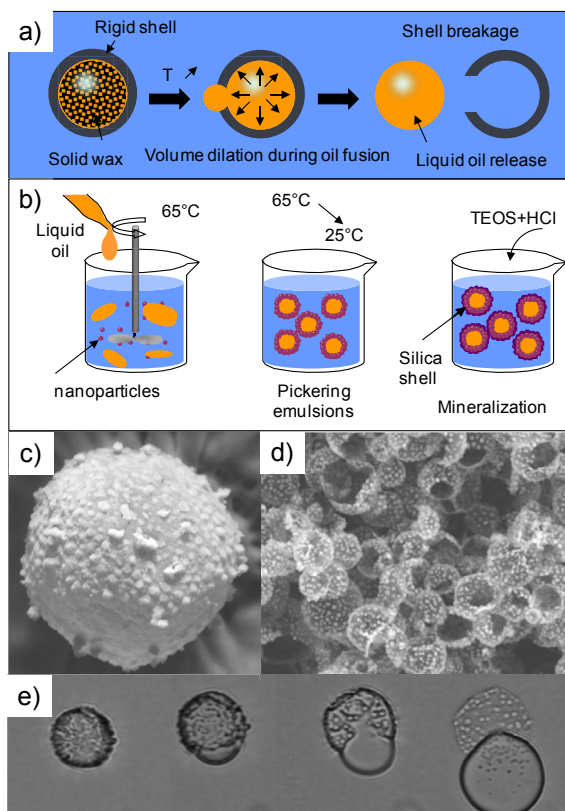 a)
Rigid shell
Shell breakage
T
Solid wax
Volume dilation during oil fusion
Liquid oil release
b)
65°C
Liquid
oil
nanoparticles
65°C
25°C
Pickering
emulsions
TEOS+HCl
Silica
shell
Mineralization
c)
d)
e)